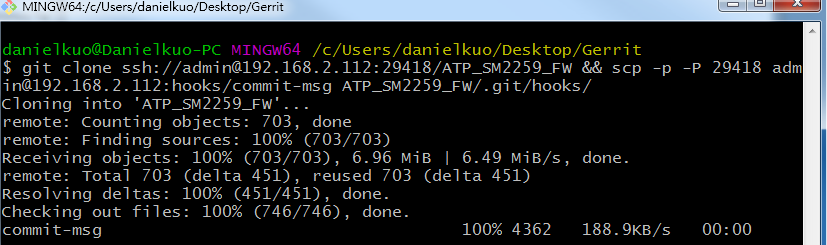 MINGW64:/c/Users/danielkuo/Desktop/Gerrit
danielkuo@Danielkuo-PC MINGW64 /c/Users/danielkuo/Desktop/Gerrit
$ git clone ssh://admin@192.168.2.112:29418/ATP_SM2259_FW && scp -p -P 29418 adm
in@192.168.2.112:hooks/commit-msg ATP_SM2259_FW/.git/hooks/
Cloning into 'ATP_SM2259_FW'...
remote: Counting objects: 703, done
remote: Finding sources: 100% (703/703)
Receiving objects: 100% (703/703), 6.96 MiB | 6.49 MiB/s, done.
remote: Total 703 (delta 451), reused 703 (delta 451)
Resolving deltas: 100% (451/451), done.
Checking out files: 100% (746/746), done.
commit-msg 100% 4362 188.9KB/s 00:00